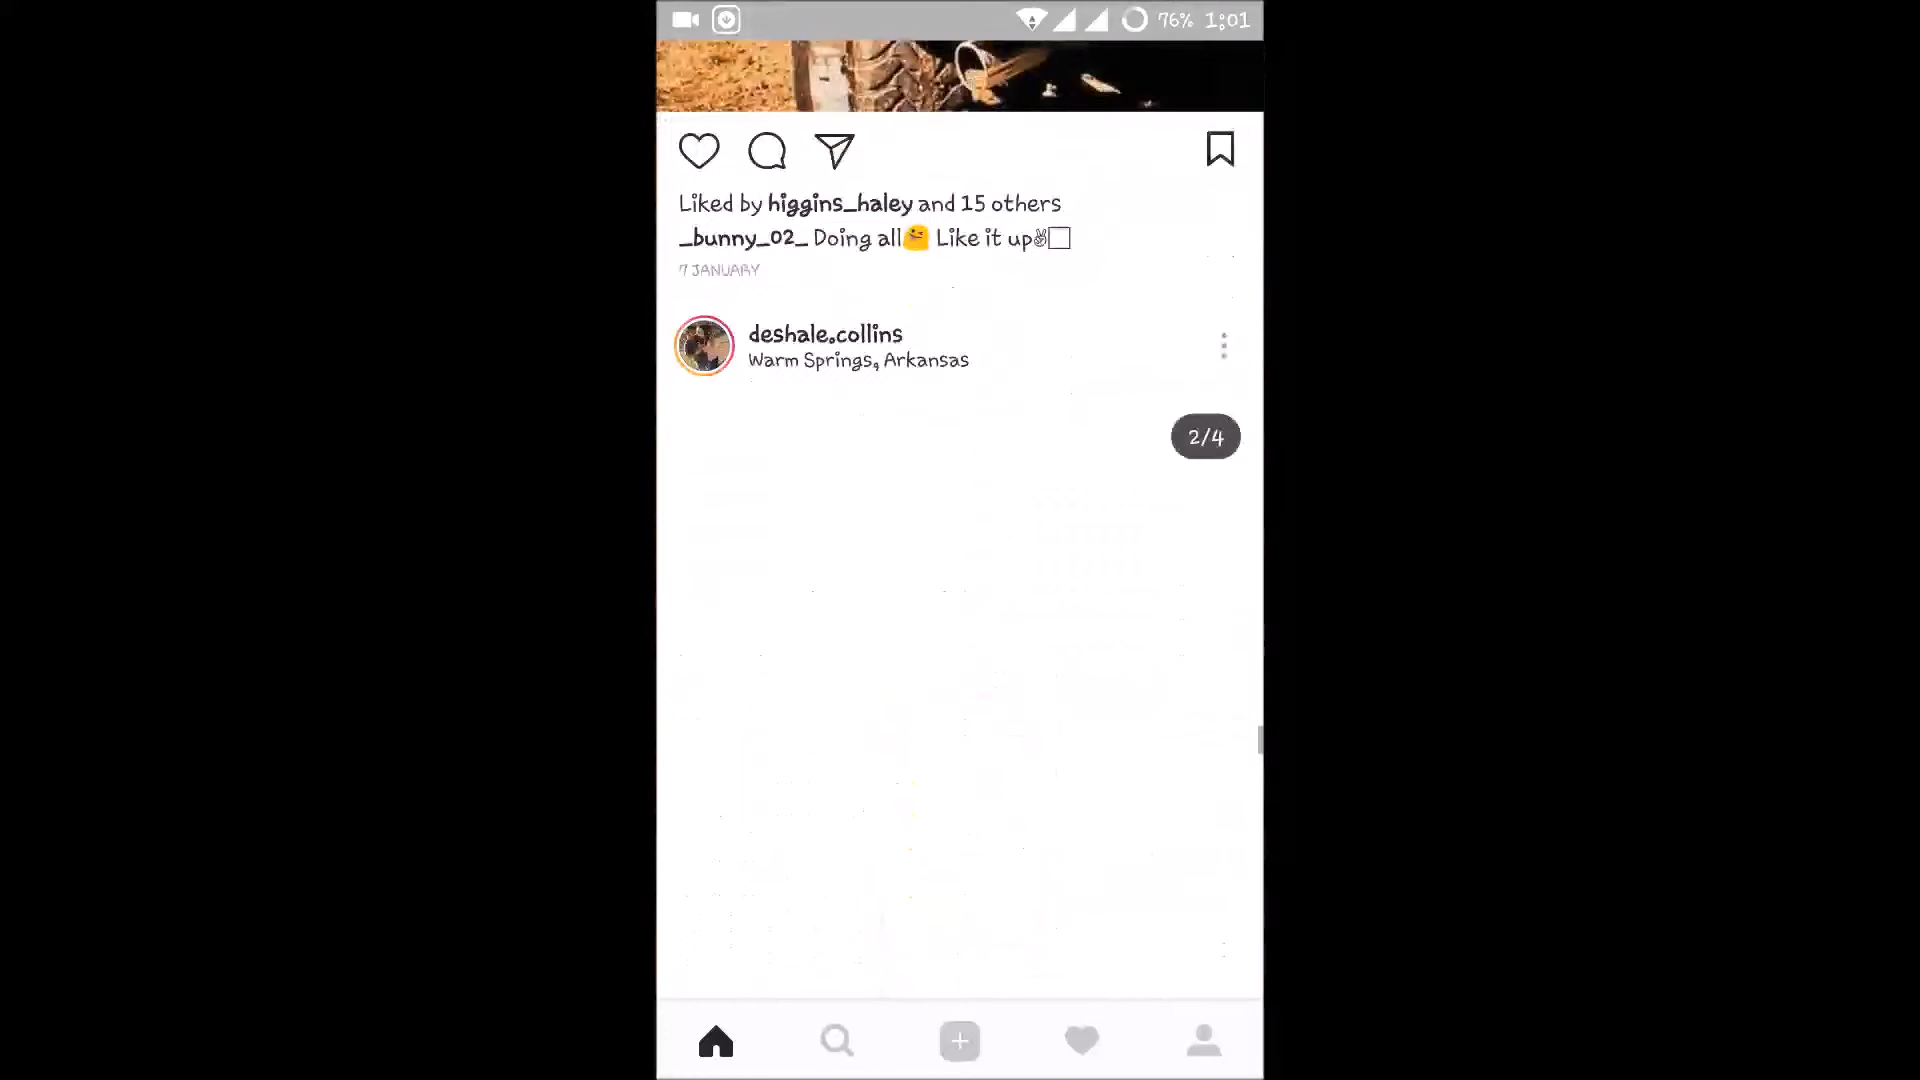 76% 1:01
Liked by higgins_haley and 15 others
_bunny_02_ Doing all😜 Like it up✌
7 JANUARY
deshale.collins
Warm Springs, Arkansas
2/4